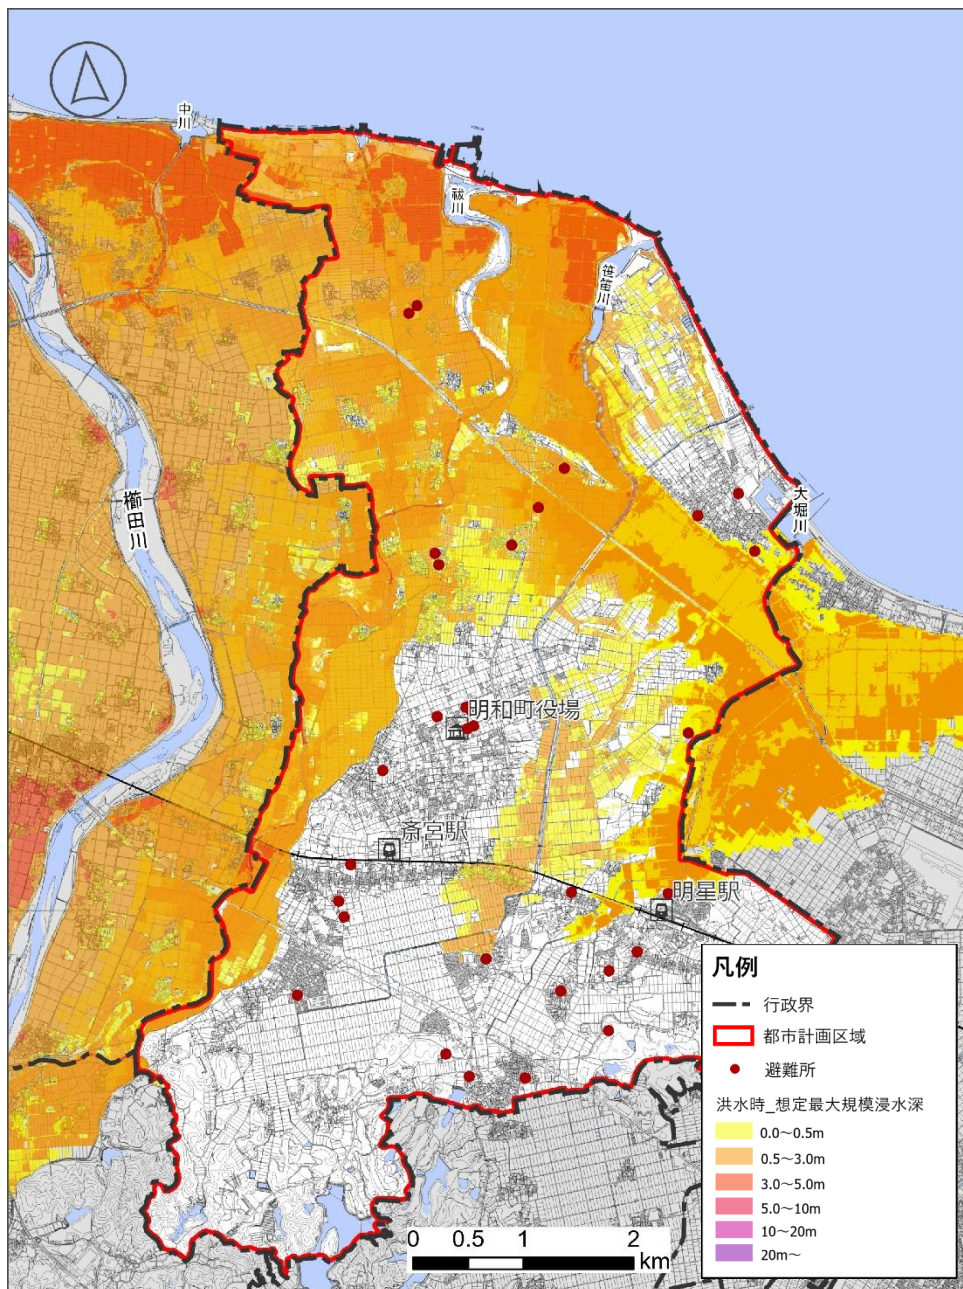 中川
祓川
笹笛川
櫛田川
大堀川
明和町役場
斎宮駅
明星駅
凡例
行政界
都市計画区域
避難所
洪水時_想定最大規模浸水深
0.0～0.5m
0.5～3.0m
3.0～5.0m
5.0～10m
10～20m
20m～
0 0.5 1 2
km